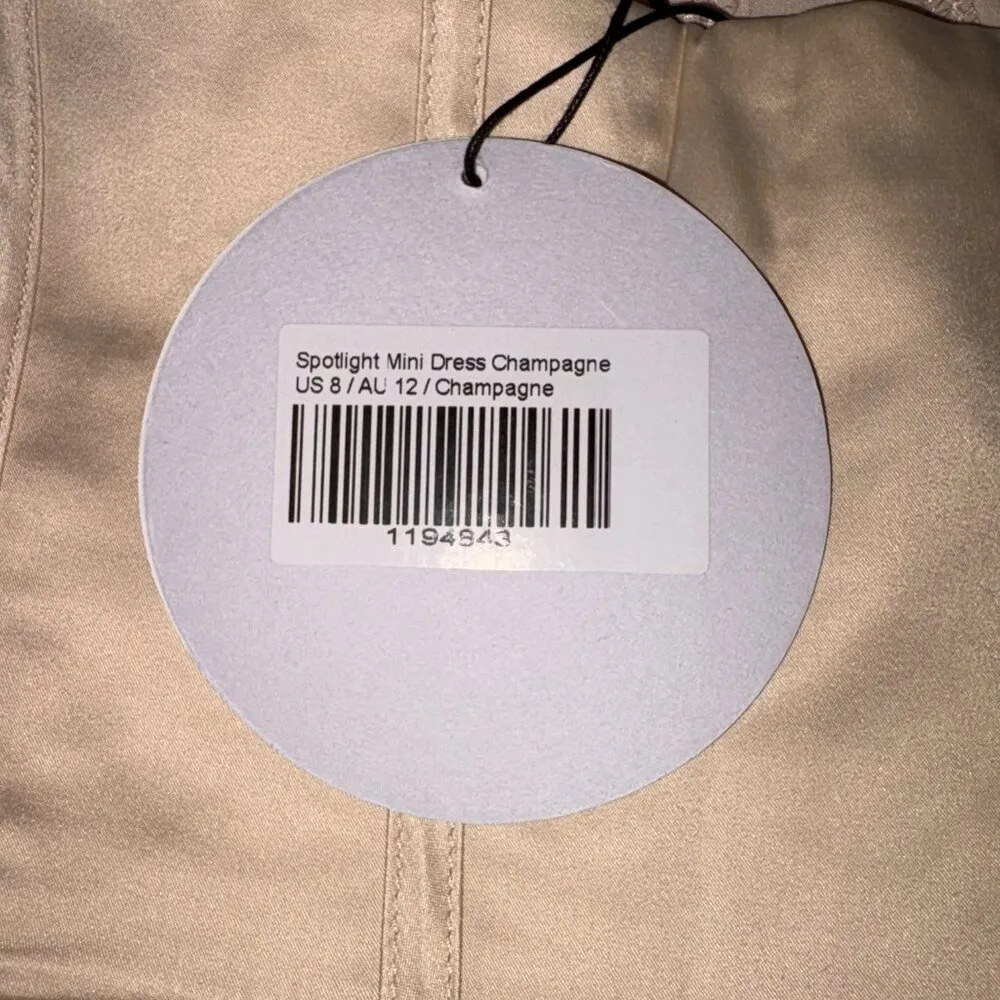 Spotlight Mini Dress Champagne
US 8 / AU 12 / Champagne
1194843